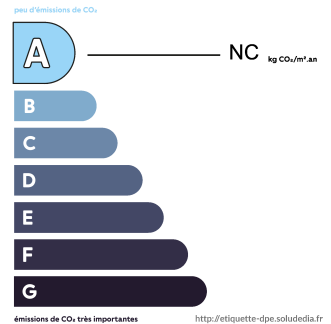 peu d'émissions de CO₂
A
NC kg CO₂/m².an
B
C
D
E
F
G
émissions de CO₂ très importantes
http://etiquette-dpe.soludedia.fr